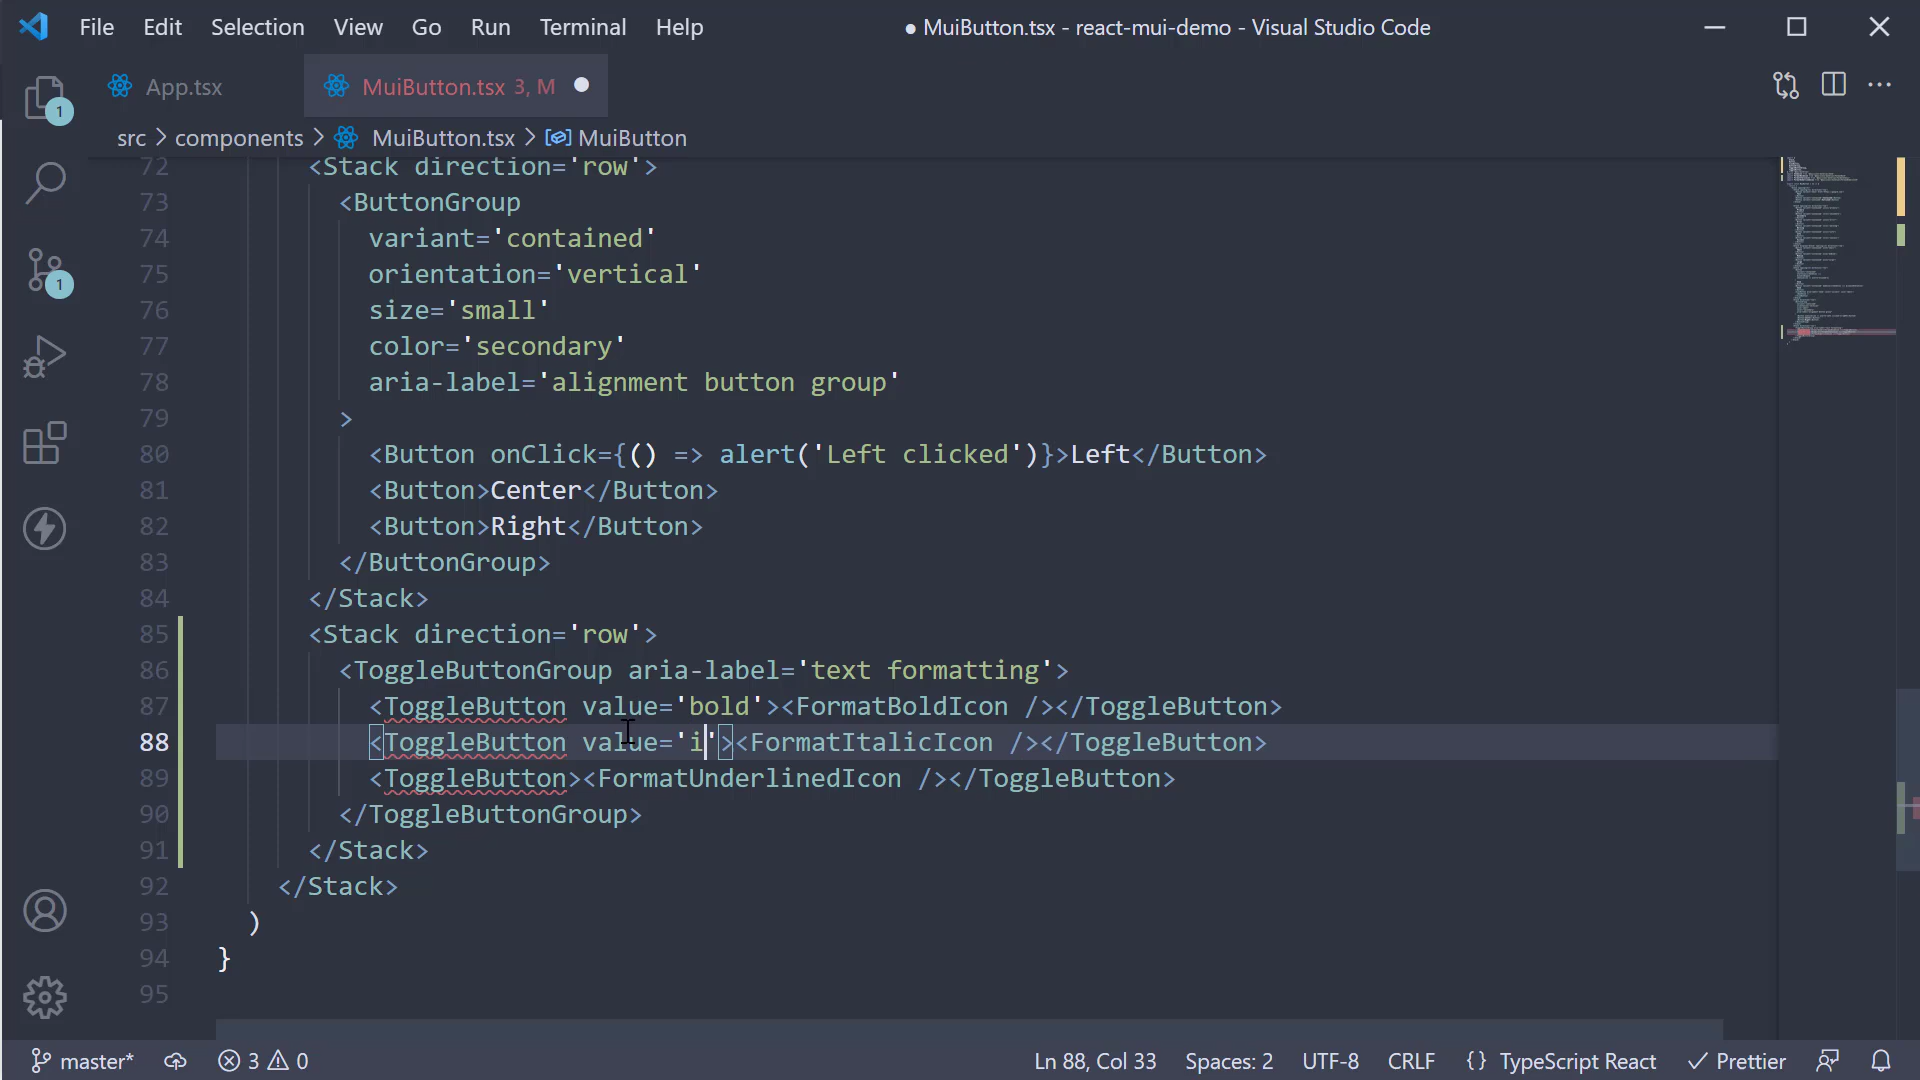 File Edit Selection View Go Run Terminal Help ● MuiButton.tsx - react-mui-demo - Visual Studio Code
App.tsx MuiButton.tsx 3, M
src > components > MuiButton.tsx > MuiButton
72 <Stack direction='row'>
73 <ButtonGroup
74 variant='contained'
75 orientation='vertical'
76 size='small'
77 color='secondary'
78 aria-label='alignment button group'
79 >
80 <Button onClick={() => alert('Left clicked')}>Left</Button>
81 <Button>Center</Button>
82 <Button>Right</Button>
83 </ButtonGroup>
84 </Stack>
85 <Stack direction='row'>
86 <ToggleButtonGroup aria-label='text formatting'>
87 <ToggleButton value='bold'><FormatBoldIcon /></ToggleButton>
88 <ToggleButton value='i'><FormatItalicIcon /></ToggleButton>
89 <ToggleButton><FormatUnderlinedIcon /></ToggleButton>
90 </ToggleButtonGroup>
91 </Stack>
92 </Stack>
93 )
94 }
95
1
1
master* 3 0 Ln 88, Col 33 Spaces: 2 UTF-8 CRLF {} TypeScript React Prettier